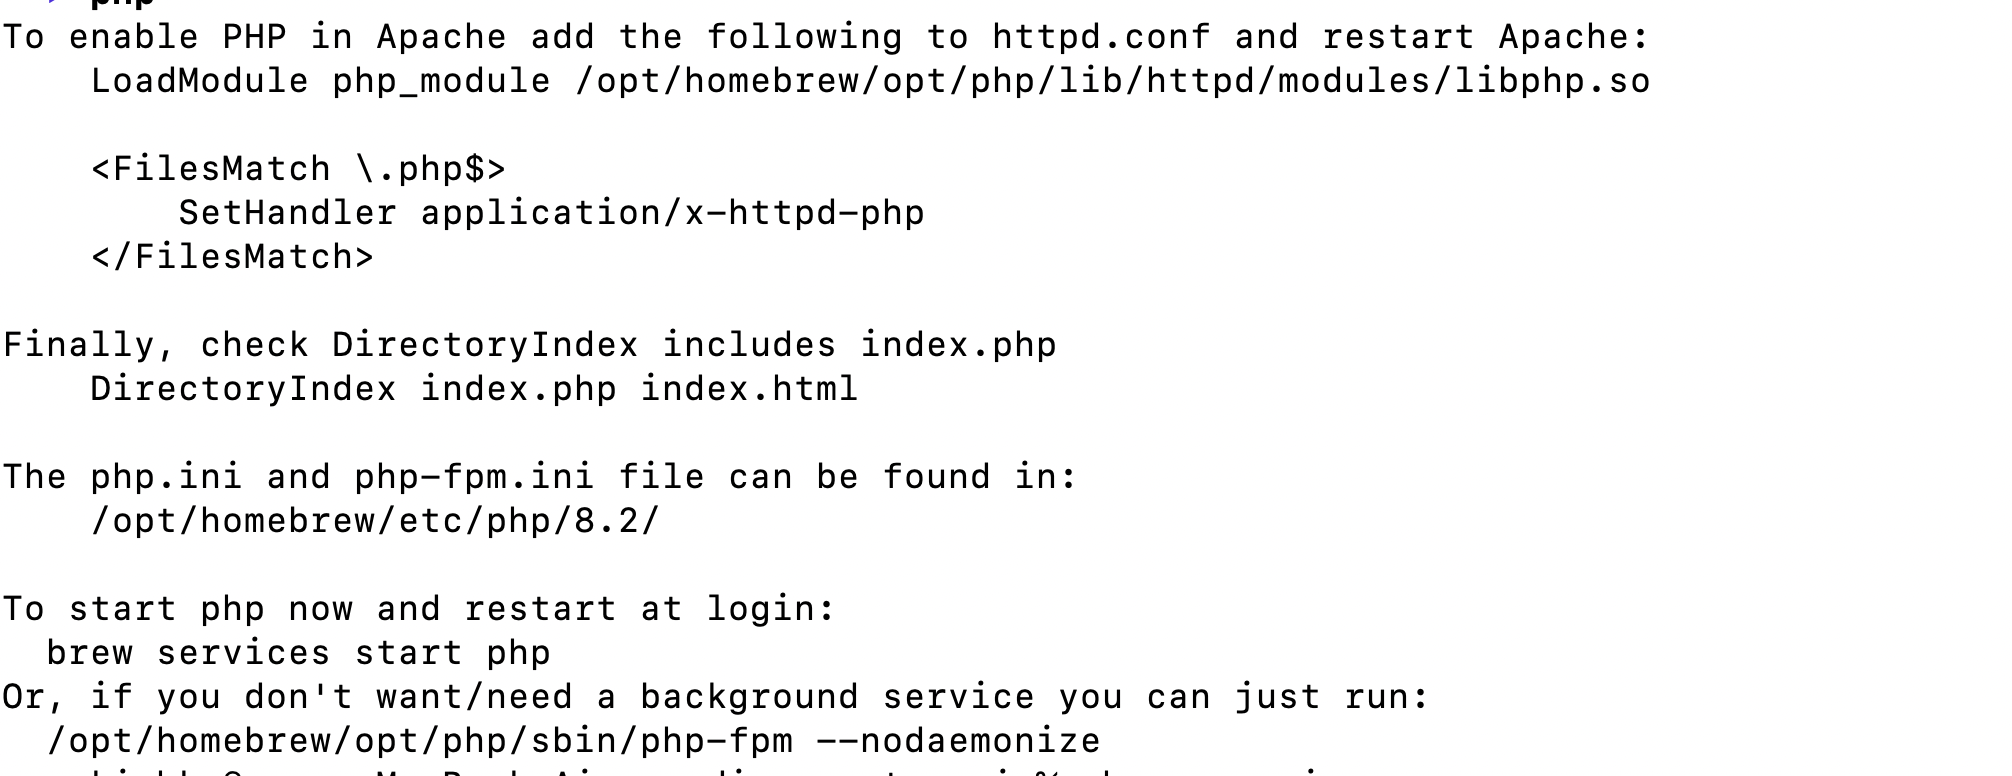 php
To enable PHP in Apache add the following to httpd.conf and restart Apache:
    LoadModule php_module /opt/homebrew/opt/php/lib/httpd/modules/libphp.so

    <FilesMatch \.php$>
        SetHandler application/x-httpd-php
    </FilesMatch>

Finally, check DirectoryIndex includes index.php
    DirectoryIndex index.php index.html

The php.ini and php-fpm.ini file can be found in:
    /opt/homebrew/etc/php/8.2/

To start php now and restart at login:
  brew services start php
Or, if you don't want/need a background service you can just run:
  /opt/homebrew/opt/php/sbin/php-fpm --nodaemonize